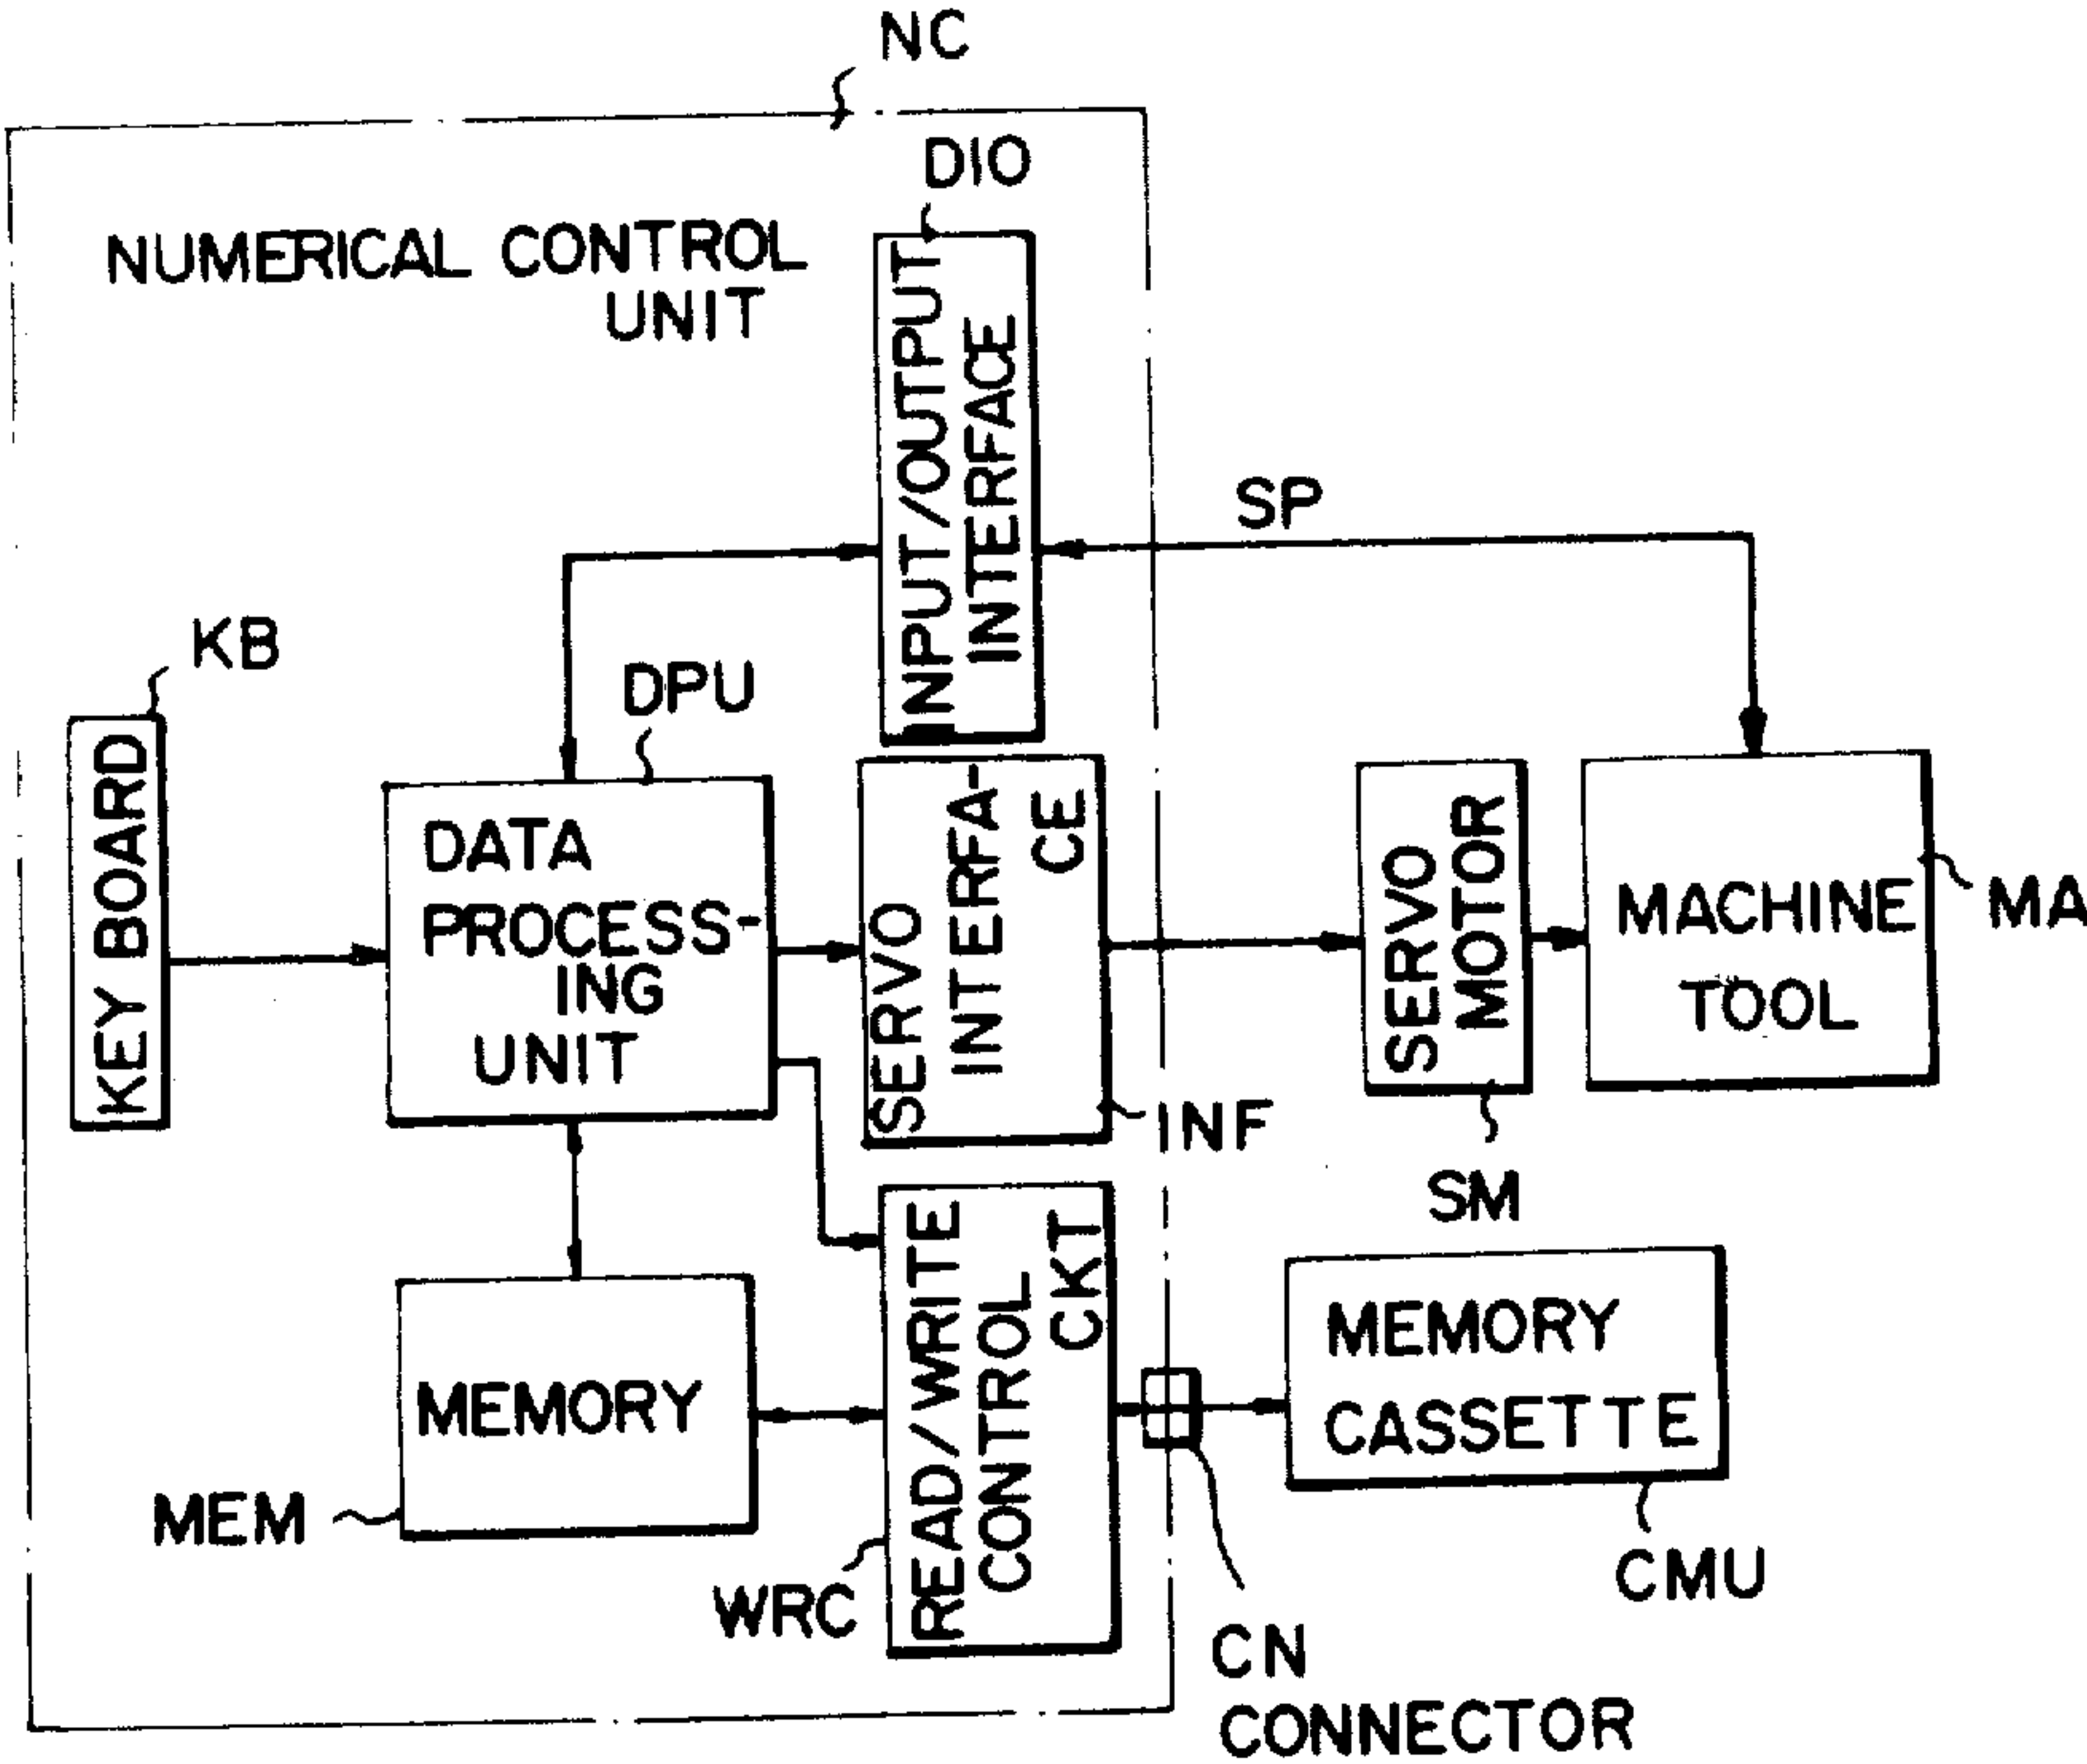 NC
DIO
NUMERICAL CONTROL
UNIT
INPUT/OUTPUT
INTERFACE
SP
KB
DPU
KEY BOARD
DATA
PROCESS-
ING
UNIT
SERVO
INTERFA-
CE
INF
SERVO
MOTOR
SM
MACHINE
TOOL
MA
MEMORY
MEM
READ/WRITE
CONTROL
CKT
WRC
MEMORY
CASSETTE
CMU
CN
CONNECTOR